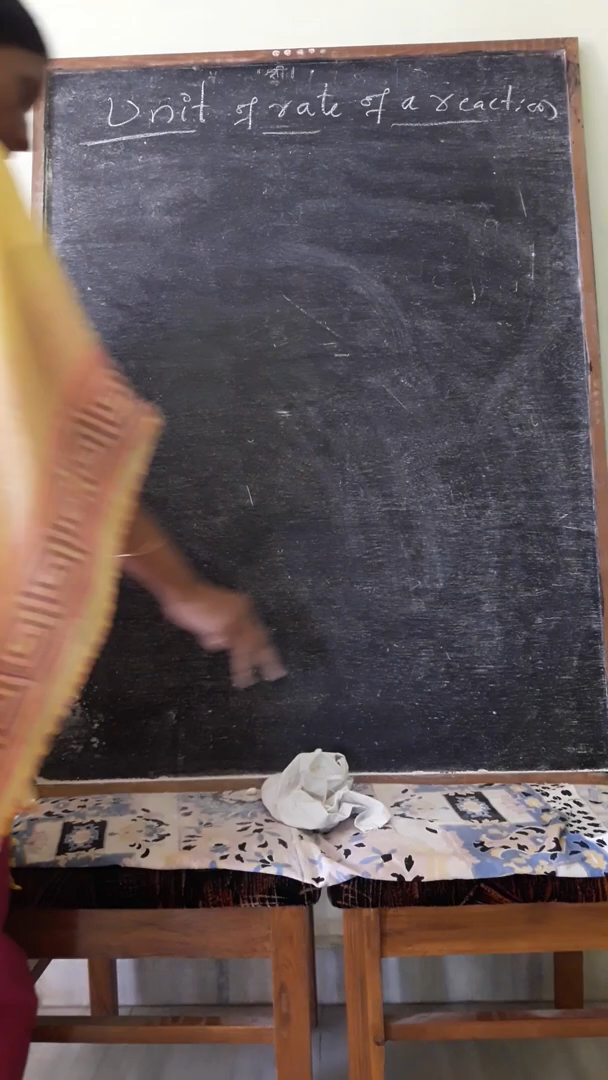 श्री
Unit of rate of a reaction